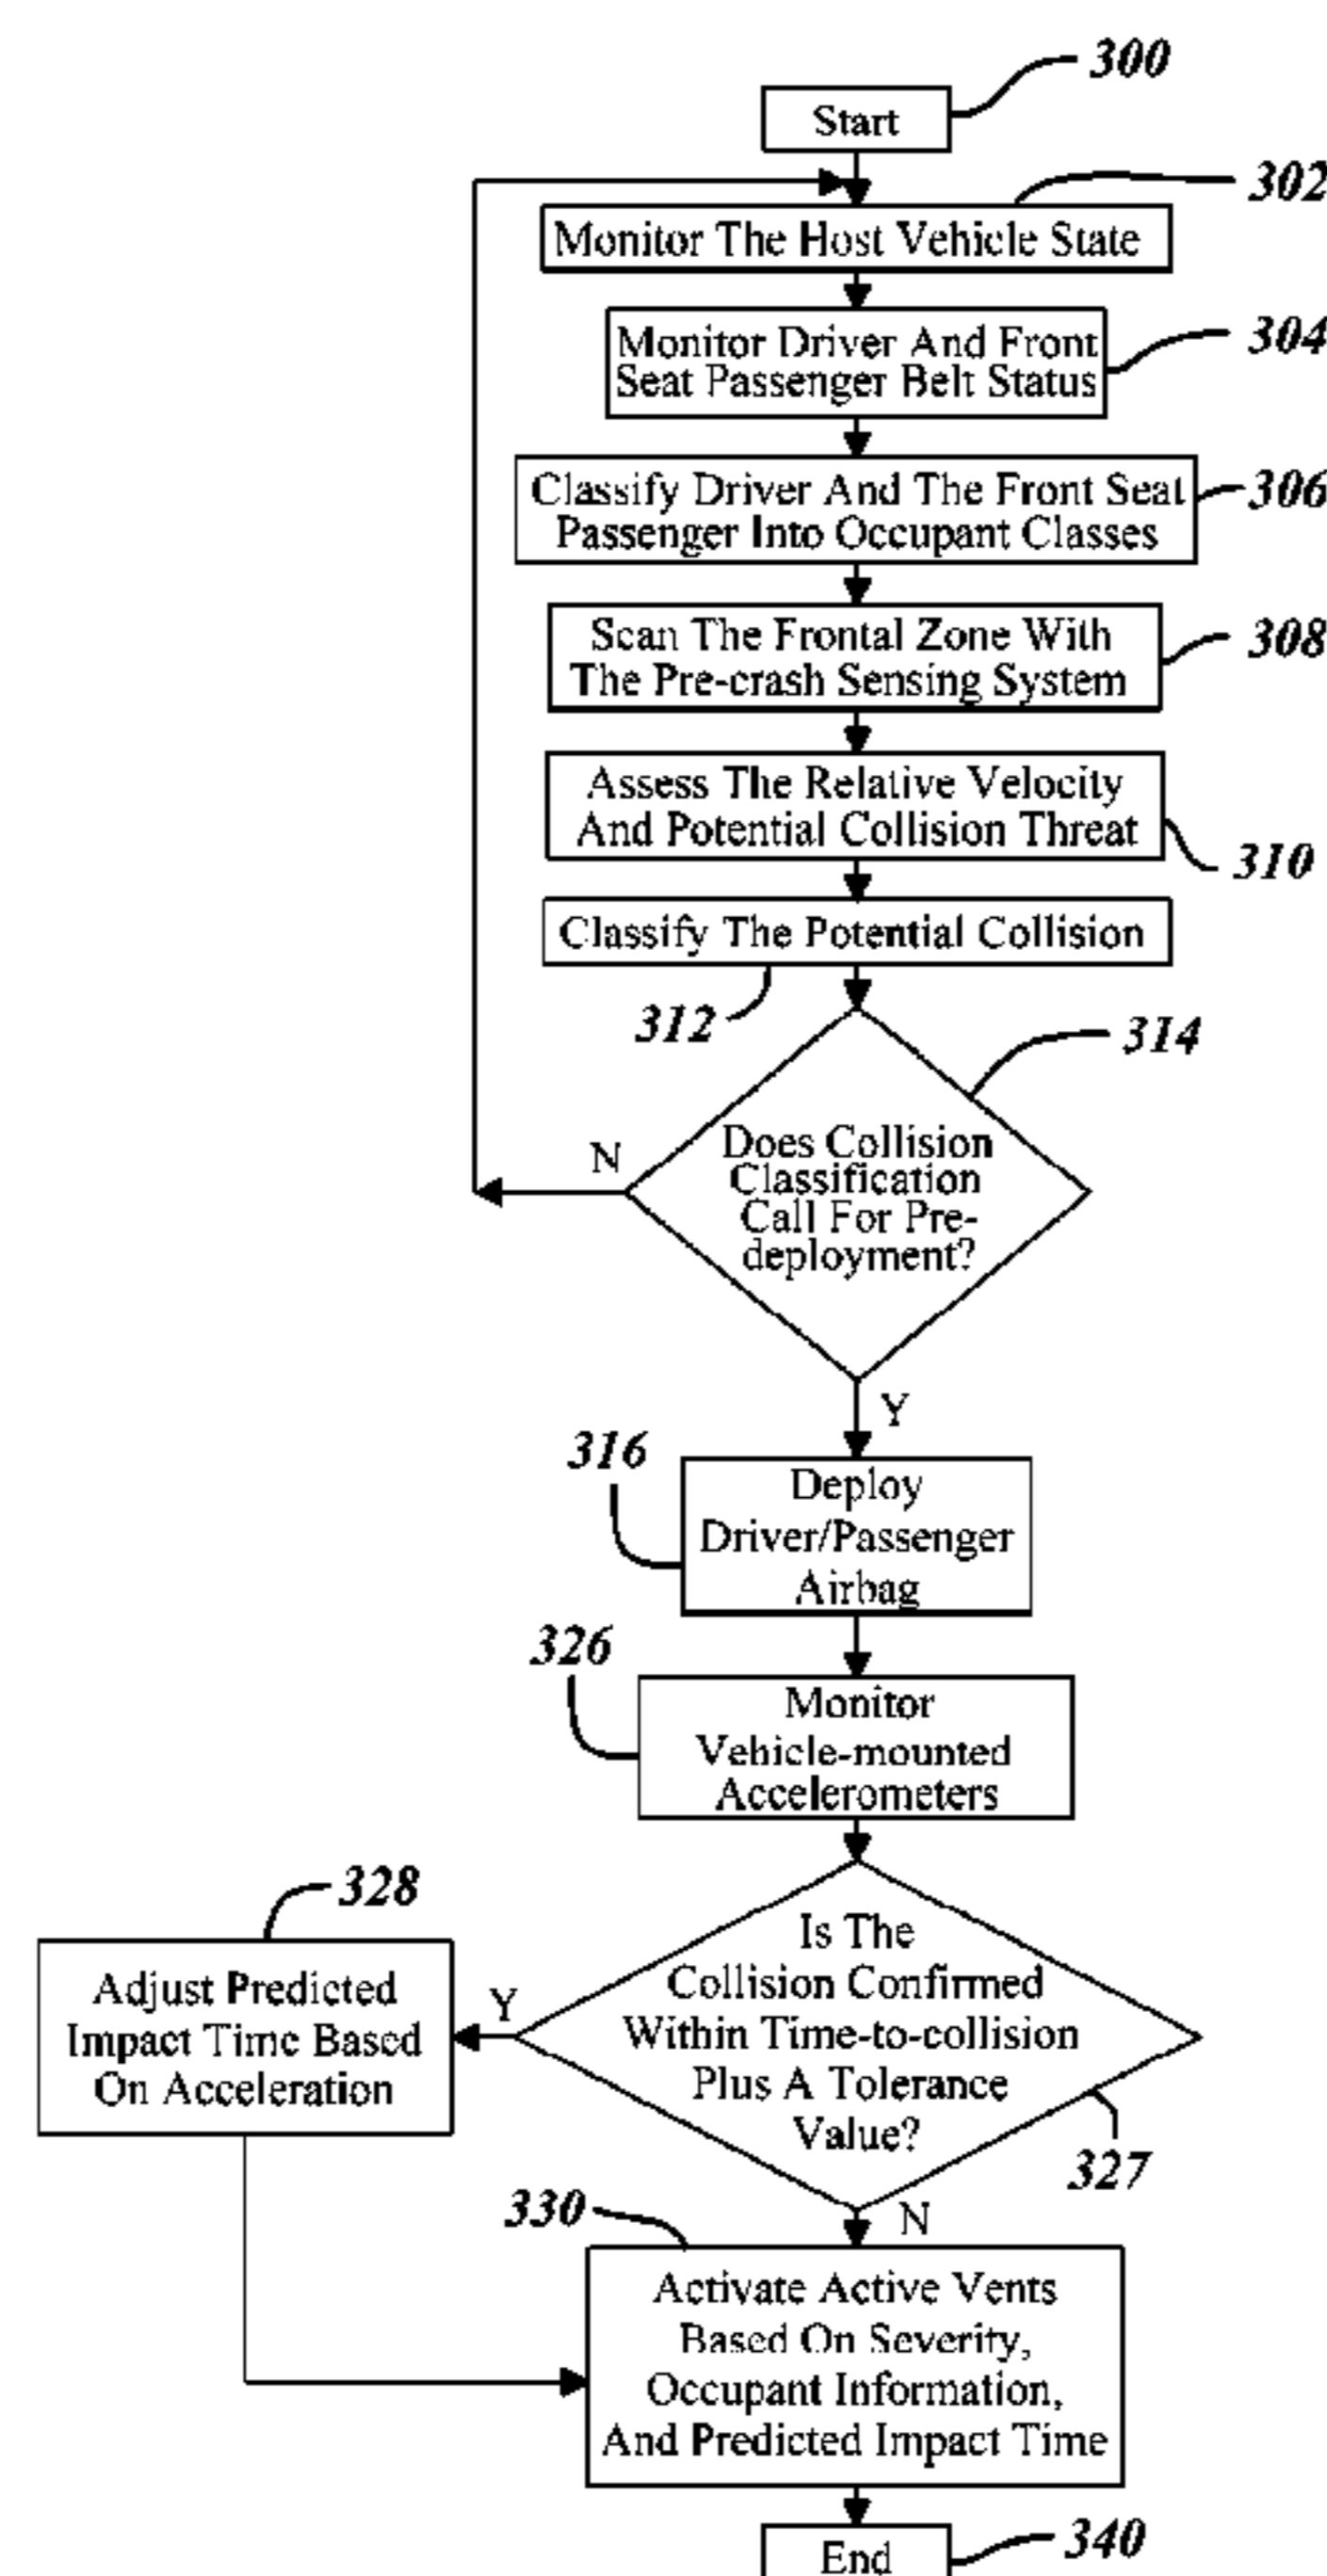 300
Start
302
Monitor The Host Vehicle State
304
Monitor Driver And Front
Seat Passenger Belt Status
306
Classify Driver And The Front Seat
Passenger Into Occupant Classes
308
Scan The Frontal Zone With
The Pre-crash Sensing System
Assess The Relative Velocity
And Potential Collision Threat
310
Classify The Potential Collision
312
314
Does Collision
Classification
Call For Pre-
deployment?
N
Y
316
Deploy
Driver/Passenger
Airbag
326
Monitor
Vehicle-mounted
Accelerometers
328
Is The
Collision Confirmed
Within Time-to-collision
Plus A Tolerance
Value?
Y
Adjust Predicted
Impact Time Based
On Acceleration
327
N
330
Activate Active Vents
Based On Severity,
Occupant Information,
And Predicted Impact Time
End
340